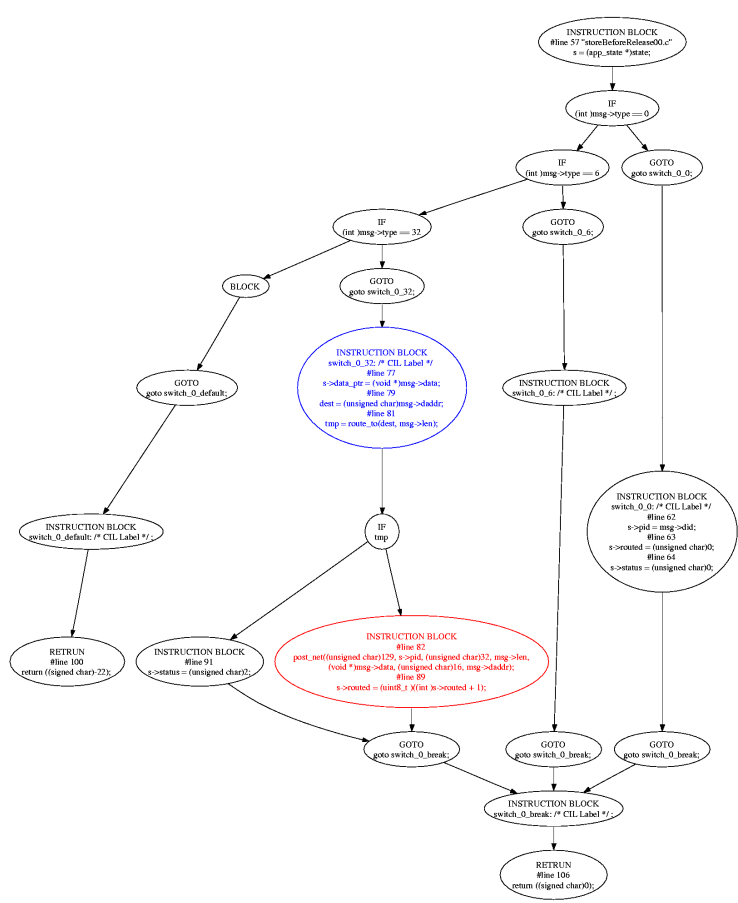 INSTRUCTION BLOCK
#line 57 "storeBeforeRelease00.c"
s = (app_state *)state;
IF
(int )msg->type == 0
IF
(int )msg->type == 6
GOTO
goto switch_0_0;
IF
(int )msg->type == 32
GOTO
goto switch_0_6;
BLOCK
GOTO
goto switch_0_32;
INSTRUCTION BLOCK
switch_0_32: /* CIL Label */
#line 77
s->data_ptr = (void *)msg->data;
#line 79
dest = (unsigned char)msg->daddr;
#line 81
tmp = route_to(dest, msg->len);
GOTO
goto switch_0_default;
INSTRUCTION BLOCK
switch_0_6: /* CIL Label */ ;
INSTRUCTION BLOCK
switch_0_0: /* CIL Label */
#line 62
s->pid = msg->did;
#line 63
s->routed = (unsigned char)0;
#line 64
s->status = (unsigned char)0;
INSTRUCTION BLOCK
switch_0_default: /* CIL Label */ ;
IF
tmp
RETRUN
#line 100
return ((signed char)-22);
INSTRUCTION BLOCK
#line 91
s->status = (unsigned char)2;
INSTRUCTION BLOCK
#line 82
post_net((unsigned char)129, s->pid, (unsigned char)32, msg->len,
(void *)msg->data, (unsigned char)16, msg->daddr);
#line 89
s->routed = (uint8_t )((int )s->routed + 1);
GOTO
goto switch_0_break;
GOTO
goto switch_0_break;
GOTO
goto switch_0_break;
INSTRUCTION BLOCK
switch_0_break: /* CIL Label */ ;
RETRUN
#line 106
return ((signed char)0);